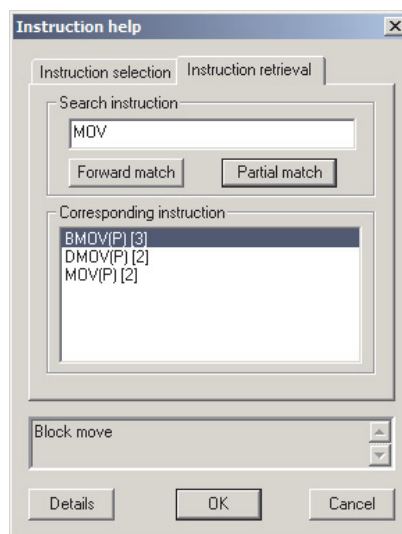 Instruction help
Instruction selection
Instruction retrieval
Search instruction
MOV
Forward match
Partial match
Corresponding instruction
BMOV(P) [3]
DMOV(P) [2]
MOV(P) [2]
Block move
Details
OK
Cancel